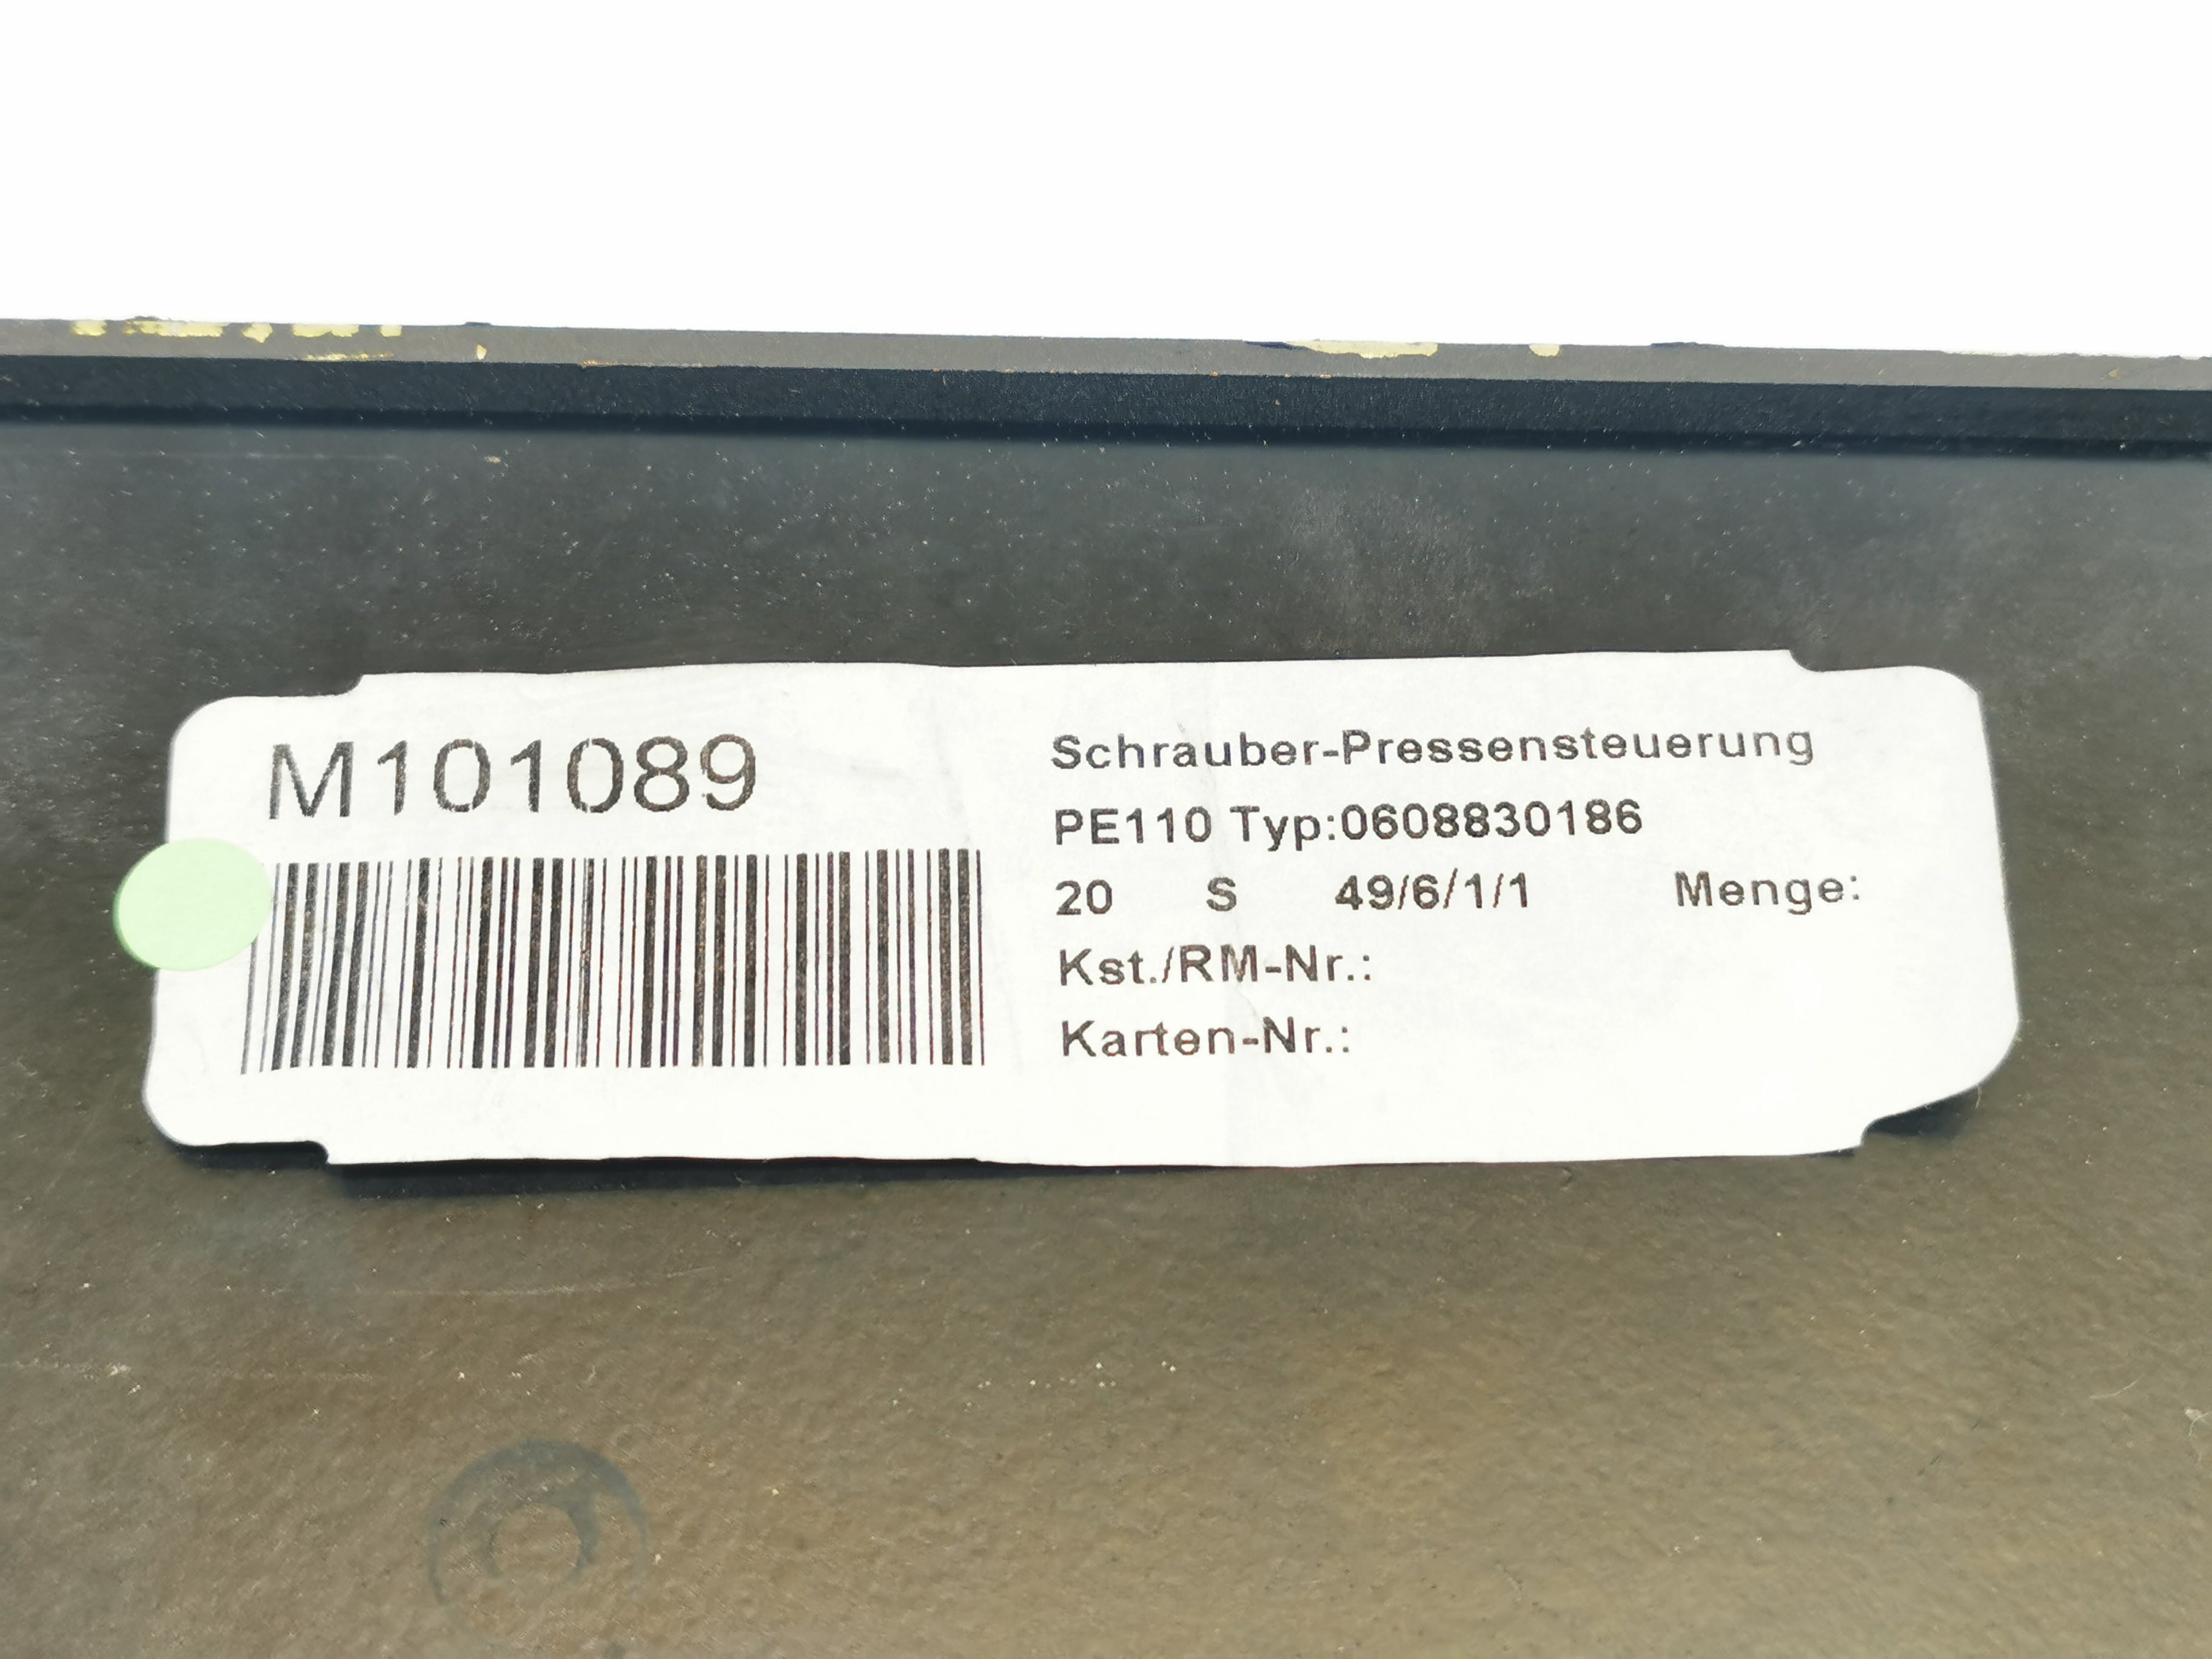 M101089
Schrauber-Pressensteuerung
PE110 Typ:0608830186
20 S 49/6/1/1 Menge:
Kst./RM-Nr.:
Karten-Nr.: